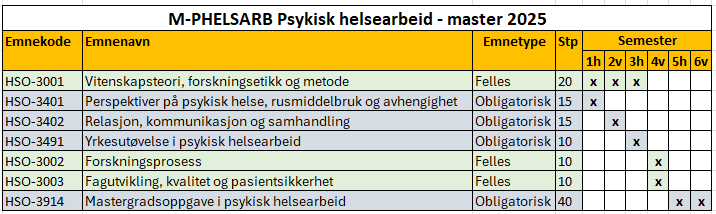 M-PHELSARB Psykisk helsearbeid - master 2025
Emnekode Emnenavn Emnetype Stp Semester
1h 2v 3h 4v 5h 6v
HSO-3001 Vitenskapsteori, forskningsetikk og metode Felles 20 x x x
HSO-3401 Perspektiver på psykisk helse, rusmiddelbruk og avhengighet Obligatorisk 15 x
HSO-3402 Relasjon, kommunikasjon og samhandling Obligatorisk 15 x
HSO-3491 Yrkesutøvelse i psykisk helsearbeid Obligatorisk 10 x
HSO-3002 Forskningsprosess Felles 10 x
HSO-3003 Fagutvikling, kvalitet og pasientsikkerhet Felles 10 x
HSO-3914 Mastergradsoppgave i psykisk helsearbeid Obligatorisk 40 x x